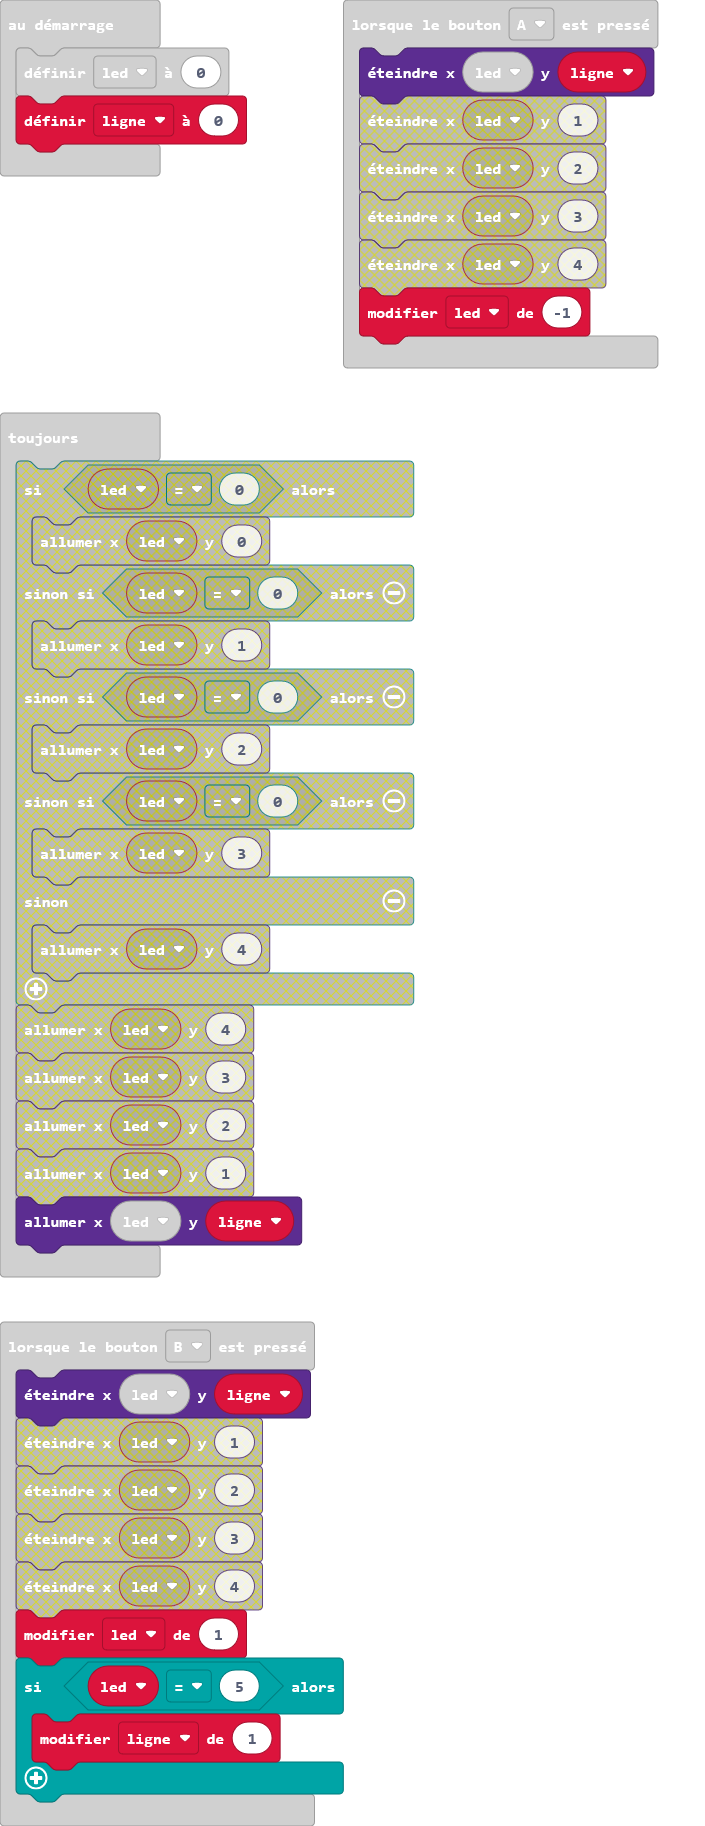 au démarrage
définir led à 0
définir ligne à 0
lorsque le bouton A est pressé
éteindre x led y ligne
éteindre x led y 1
éteindre x led y 2
éteindre x led y 3
éteindre x led y 4
modifier led de -1
toujours
si led = 0 alors
allumer x led y 0
sinon si led = 0 alors
allumer x led y 1
sinon si led = 0 alors
allumer x led y 2
sinon si led = 0 alors
allumer x led y 3
sinon
allumer x led y 4
allumer x led y 4
allumer x led y 3
allumer x led y 2
allumer x led y 1
allumer x led y ligne
lorsque le bouton B est pressé
éteindre x led y ligne
éteindre x led y 1
éteindre x led y 2
éteindre x led y 3
éteindre x led y 4
modifier led de 1
si led = 5 alors
modifier ligne de 1